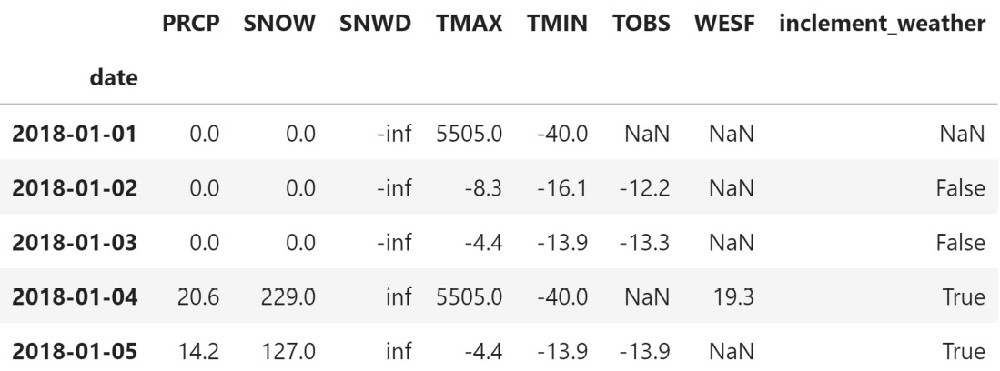 PRCP SNOW SNWD TMAX TMIN TOBS WESF inclement_weather
date
2018-01-01 0.0 0.0 -inf 5505.0 -40.0 NaN NaN NaN
2018-01-02 0.0 0.0 -inf -8.3 -16.1 -12.2 NaN False
2018-01-03 0.0 0.0 -inf -4.4 -13.9 -13.3 NaN False
2018-01-04 20.6 229.0 inf 5505.0 -40.0 NaN 19.3 True
2018-01-05 14.2 127.0 inf -4.4 -13.9 -13.9 NaN True